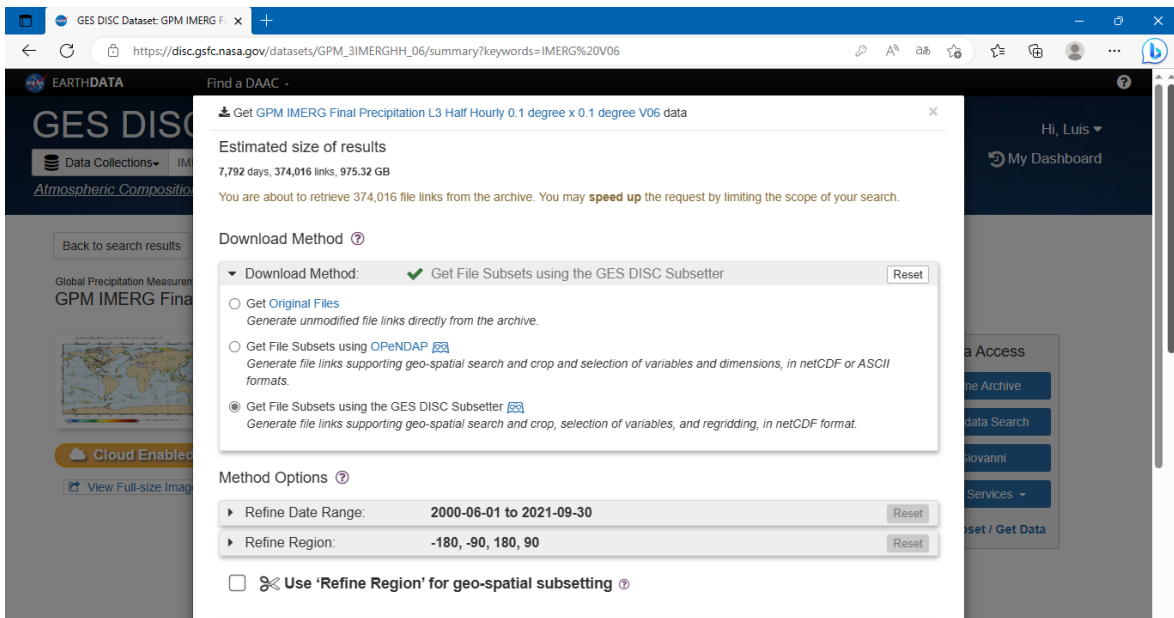 GES DISC Dataset: GPM IMERG Fi
https://disc.gsfc.nasa.gov/datasets/GPM_3IMERGHH_06/summary?keywords=IMERG%20V06
EARTHDATA Find a DAAC
GES DISC
Hi, Luis
Data Collections IM
My Dashboard
Atmospheric Composition
Get GPM IMERG Final Precipitation L3 Half Hourly 0.1 degree x 0.1 degree V06 data
Estimated size of results
7,792 days, 374,016 links, 975.32 GB
You are about to retrieve 374,016 file links from the archive. You may speed up the request by limiting the scope of your search.
Download Method
Back to search results
Download Method: Get File Subsets using the GES DISC Subsetter Reset
Global Precipitation Measurem
GPM IMERG Fina
Get Original Files
Generate unmodified file links directly from the archive.
Get File Subsets using OPeNDAP
Generate file links supporting geo-spatial search and crop and selection of variables and dimensions, in netCDF or ASCII
formats.
Get File Subsets using the GES DISC Subsetter
Generate file links supporting geo-spatial search and crop, selection of variables, and regridding, in netCDF format.
a Access
ne Archive
data Search
Giovanni
Services
bset / Get Data
Cloud Enabled
View Full-size Imag
Method Options
Refine Date Range: 2000-06-01 to 2021-09-30 Reset
Refine Region: -180, -90, 180, 90 Reset
Use 'Refine Region' for geo-spatial subsetting